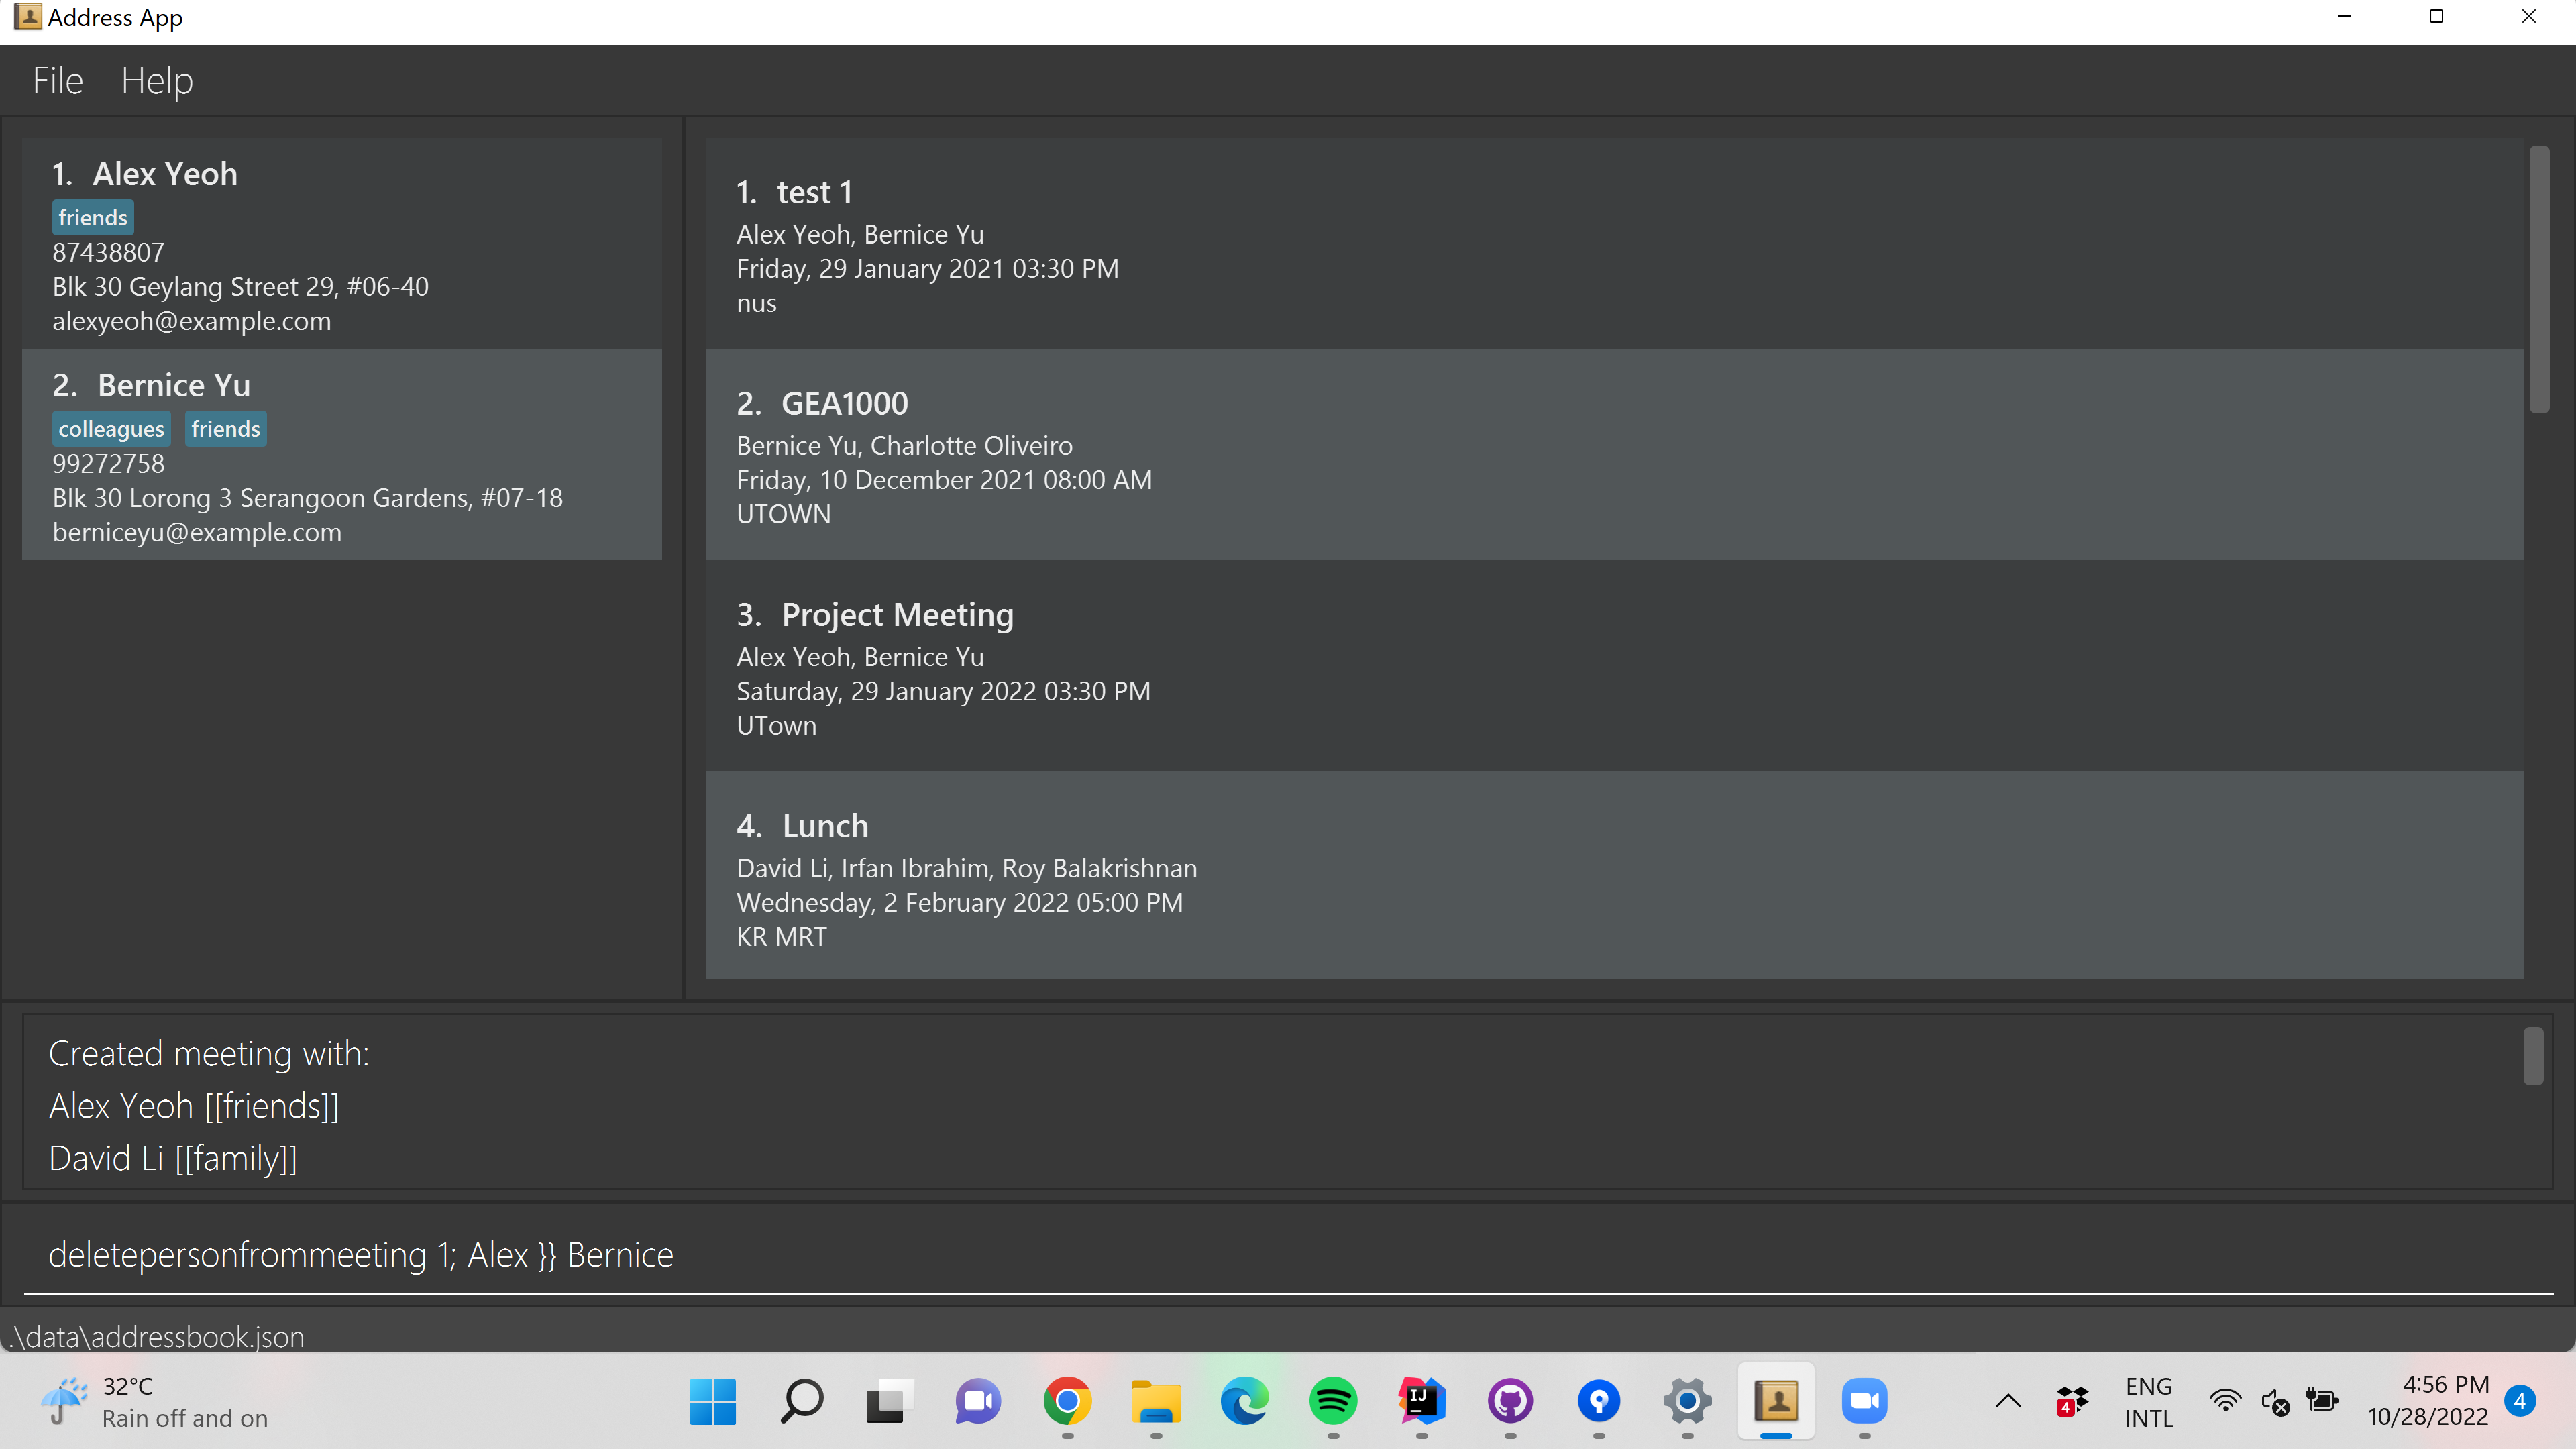 Address App
File Help
1. Alex Yeoh
friends
87438807
Blk 30 Geylang Street 29, #06-40
alexyeoh@example.com
2. Bernice Yu
colleagues friends
99272758
Blk 30 Lorong 3 Serangoon Gardens, #07-18
berniceyu@example.com
1. test 1
Alex Yeoh, Bernice Yu
Friday, 29 January 2021 03:30 PM
nus
2. GEA1000
Bernice Yu, Charlotte Oliveiro
Friday, 10 December 2021 08:00 AM
UTOWN
3. Project Meeting
Alex Yeoh, Bernice Yu
Saturday, 29 January 2022 03:30 PM
UTown
4. Lunch
David Li, Irfan Ibrahim, Roy Balakrishnan
Wednesday, 2 February 2022 05:00 PM
KR MRT
Created meeting with:
Alex Yeoh [[friends]]
David Li [[family]]
deletepersonfrommeeting 1; Alex }} Bernice
.\data\addressbook.json
32°C
Rain off and on
IJ
4
ENG
INTL
4:56 PM
10/28/2022
4